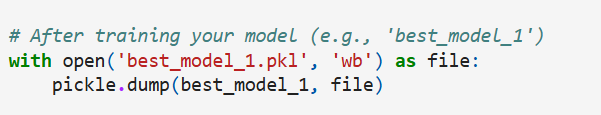 # After training your model (e.g., 'best_model_1')
with open('best_model_1.pkl', 'wb') as file:
    pickle.dump(best_model_1, file)